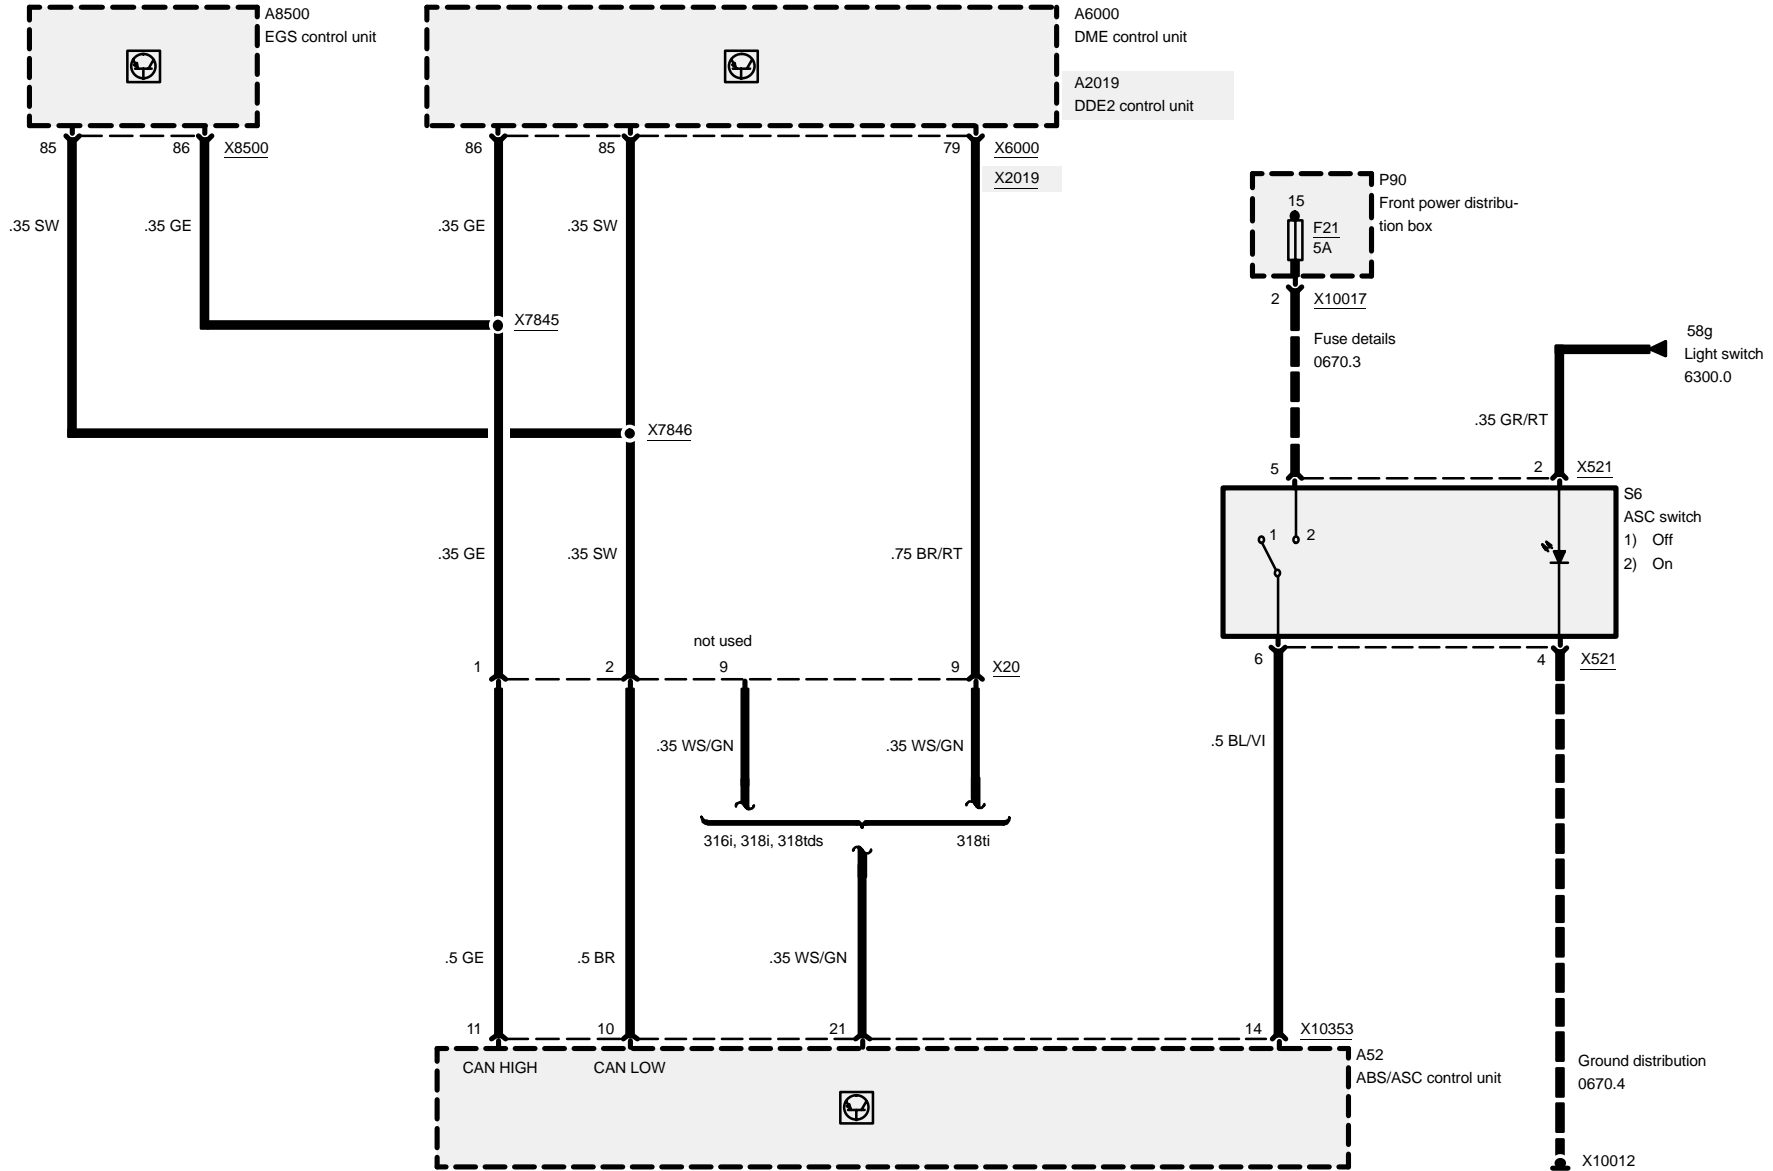 A8500
EGS control unit
A6000
DME control unit
A2019
DDE2 control unit
85
86
X8500
86
85
79
X6000
X2019
P90
Front power distribu-
tion box
15
F21
5A
.35 SW
.35 GE
.35 GE
.35 SW
2
X10017
X7845
Fuse details
0670.3
58g
Light switch
6300.0
X7846
.35 GR/RT
5
2
X521
S6
ASC switch
1) Off
2) On
1
2
.35 GE
.35 SW
.75 BR/RT
not used
1
2
9
9
X20
6
4
X521
.35 WS/GN
.35 WS/GN
.5 BL/VI
316i, 318i, 318tds
318ti
.5 GE
.5 BR
.35 WS/GN
11
10
21
14
X10353
A52
ABS/ASC control unit
CAN HIGH
CAN LOW
Ground distribution
0670.4
X10012